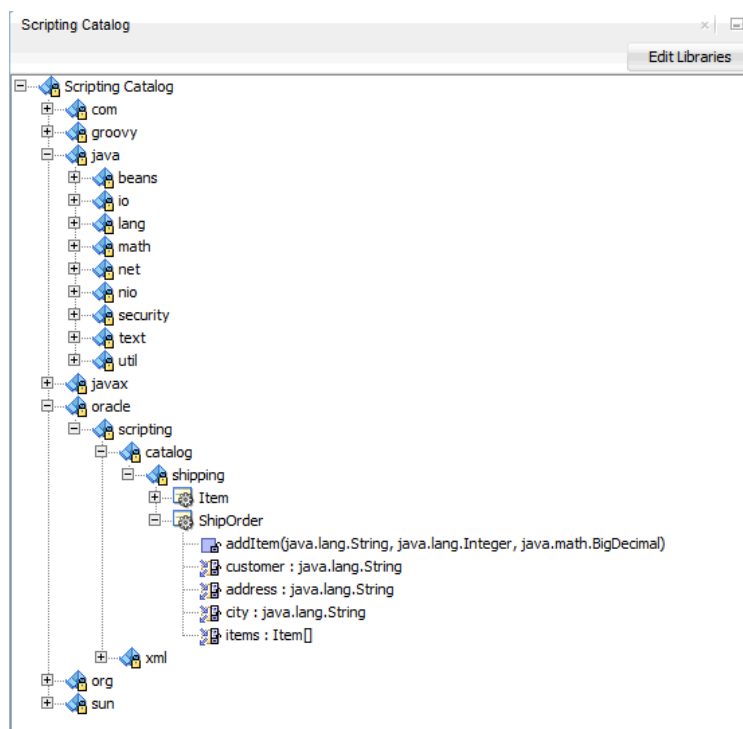 Scripting Catalog
Edit Libraries
Scripting Catalog
com
groovy
java
beans
io
lang
math
net
nio
security
text
util
javax
oracle
scripting
catalog
shipping
Item
ShipOrder
addItem(java.lang.String, java.lang.Integer, java.math.BigDecimal)
customer : java.lang.String
address : java.lang.String
city : java.lang.String
items : Item[]
xml
org
sun